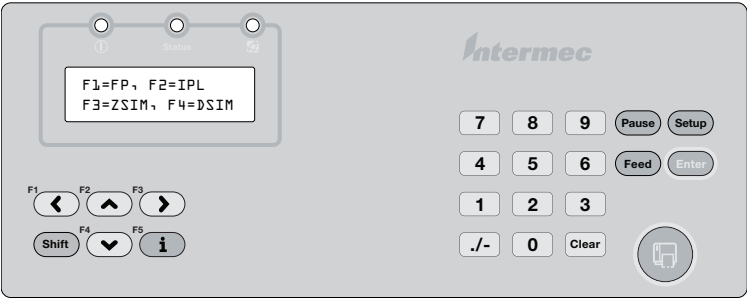 Status
F1=FP, F2=IPL
F3=ZSIM, F4=DSIM
Intermec
7 8 9 Pause Setup
4 5 6 Feed Enter
F1 F2 F3
1 2 3
Shift F4 F5 i
./- 0 Clear